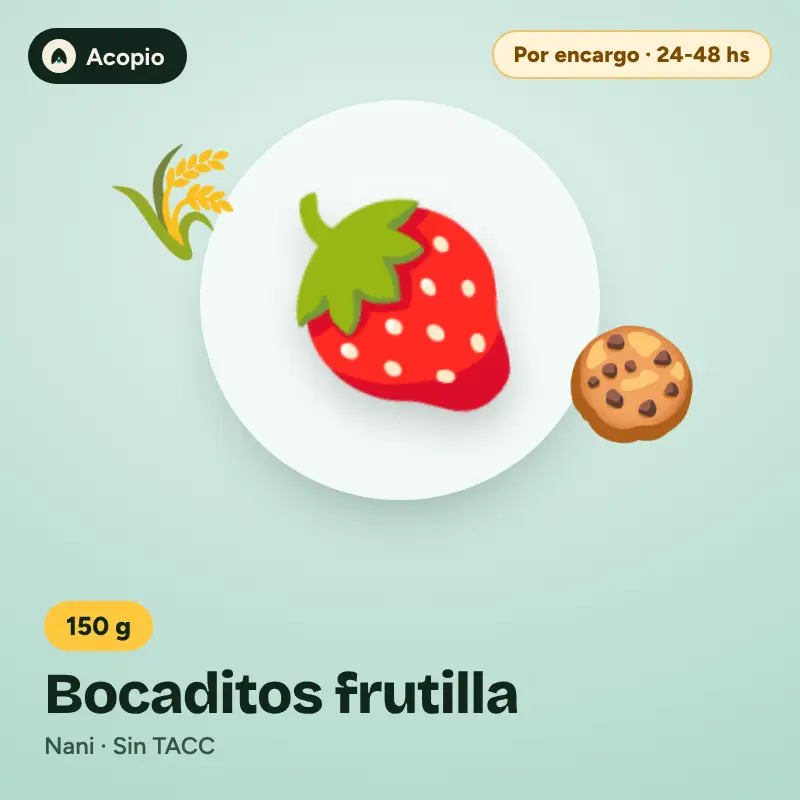 Acopio
Por encargo · 24-48 hs
150 g
Bocaditos frutilla
Nani · Sin TACC